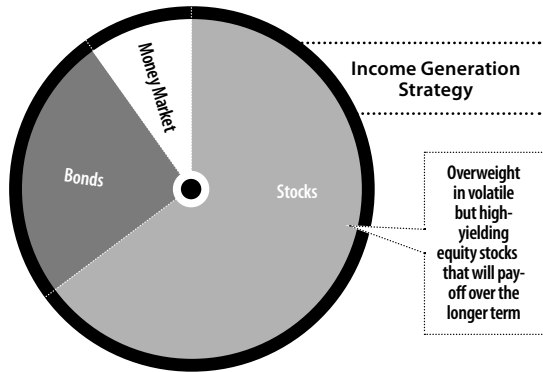 Money Market
Income Generation
Strategy
Bonds
Stocks
Overweight
in volatile
but high-
yielding
equity stocks
that will pay-
off over the
longer term